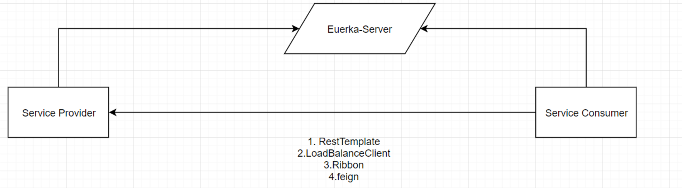 Euerka-Server
Service Provider
Service Consumer
1. RestTemplate
2.LoadBalanceClient
3.Ribbon
4.feign